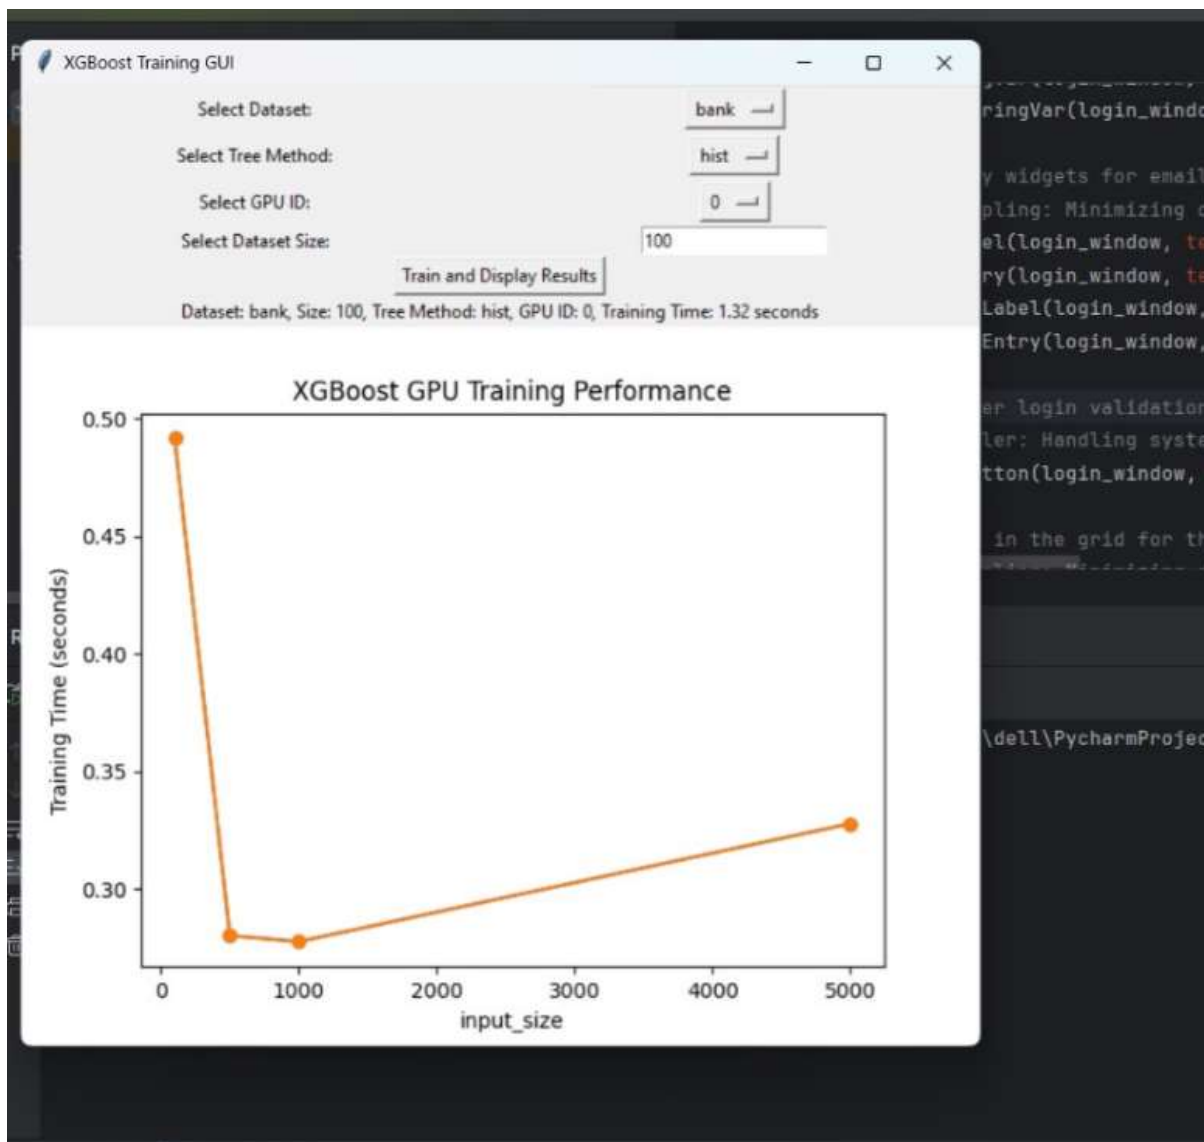 XGBoost Training GUI
Select Dataset: bank
Select Tree Method: hist
Select GPU ID: 0
Select Dataset Size: 100
Train and Display Results
Dataset: bank, Size: 100, Tree Method: hist, GPU ID: 0, Training Time: 1.32 seconds
XGBoost GPU Training Performance
0.50
0.45
0.40
0.35
0.30
Training Time (seconds)
0 1000 2000 3000 4000 5000
input_size
ringVar(login_windo
y widgets for email
pling: Minimizing
el(login_window, te
ry(login_window, te
Label(login_window,
Entry(login_window,
er login validation
ler: Handling syste
tton(login_window,
in the grid for th
\dell\PycharmProjec